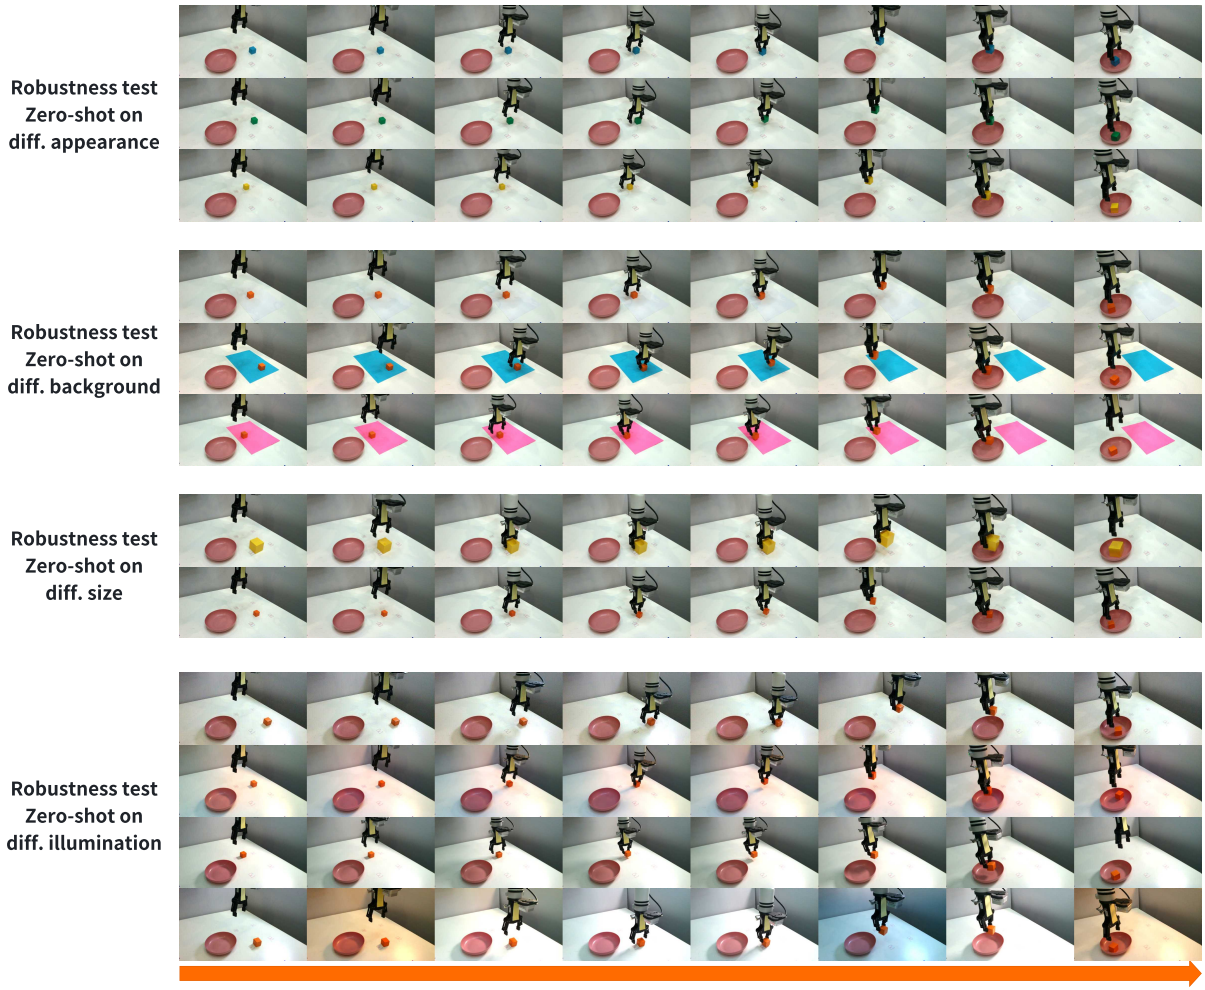 Robustness test
Zero-shot on
diff. appearance
Robustness test
Zero-shot on
diff. background
Robustness test
Zero-shot on
diff. size
Robustness test
Zero-shot on
diff. illumination